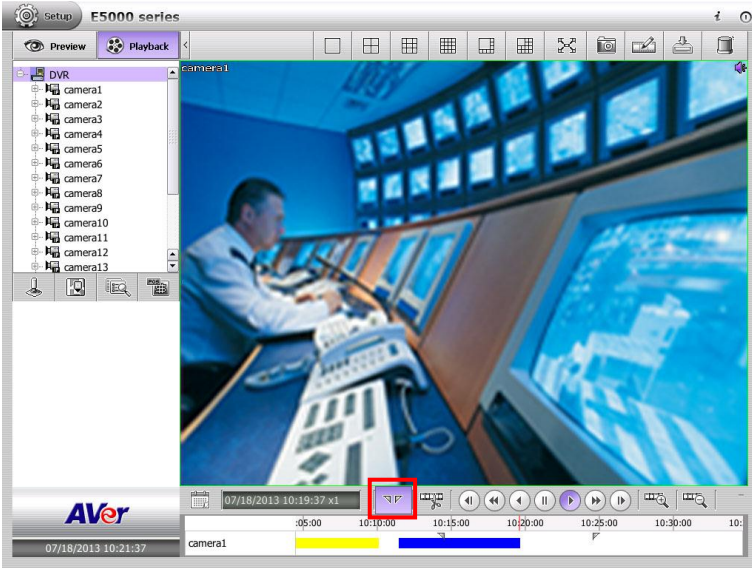 Setup E5000 series
Preview Playback
DVR
camera1
camera2
camera3
camera4
camera5
camera6
camera7
camera8
camera9
camera10
camera11
camera12
camera13
camera1
AVer
07/18/2013 10:21:37
07/18/2013 10:19:37 x1
:05:00 10:10:00 10:15:00 10:20:00 10:25:00 10:30:00 10:
camera1